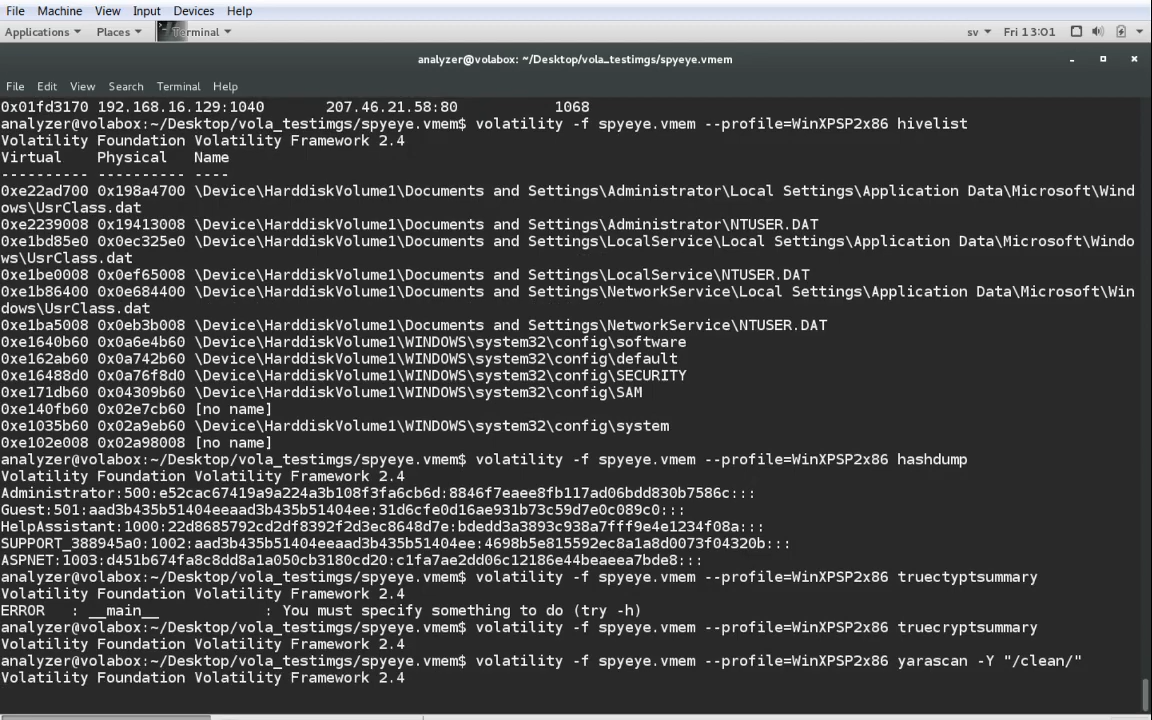 File Machine View Input Devices Help
Applications Places Terminal sv Fri 13:01
analyzer@volabox: ~/Desktop/vola_testimgs/spyeye.vmem
File Edit View Search Terminal Help
0x01fd3170 192.168.16.129:1040 207.46.21.58:80 1068
analyzer@volabox:~/Desktop/vola_testimgs/spyeye.vmem$ volatility -f spyeye.vmem --profile=WinXPSP2x86 hivelist
Volatility Foundation Volatility Framework 2.4
Virtual Physical Name
---------- ---------- ----
0xe22ad700 0x198a4700 \Device\HarddiskVolume1\Documents and Settings\Administrator\Local Settings\Application Data\Microsoft\Wind
ows\UsrClass.dat
0xe2239008 0x19413008 \Device\HarddiskVolume1\Documents and Settings\Administrator\NTUSER.DAT
0xe1bd85e0 0x0ec325e0 \Device\HarddiskVolume1\Documents and Settings\LocalService\Local Settings\Application Data\Microsoft\Windo
ws\UsrClass.dat
0xe1be0008 0x0ef65008 \Device\HarddiskVolume1\Documents and Settings\LocalService\NTUSER.DAT
0xe1b86400 0x0e684400 \Device\HarddiskVolume1\Documents and Settings\NetworkService\Local Settings\Application Data\Microsoft\Win
dows\UsrClass.dat
0xe1ba5008 0x0eb3b008 \Device\HarddiskVolume1\Documents and Settings\NetworkService\NTUSER.DAT
0xe1640b60 0x0a6e4b60 \Device\HarddiskVolume1\WINDOWS\system32\config\software
0xe162ab60 0x0a742b60 \Device\HarddiskVolume1\WINDOWS\system32\config\default
0xe16488d0 0x0a76f8d0 \Device\HarddiskVolume1\WINDOWS\system32\config\SECURITY
0xe171db60 0x04309b60 \Device\HarddiskVolume1\WINDOWS\system32\config\SAM
0xe140fb60 0x02e7cb60 [no name]
0xe1035b60 0x02a9eb60 \Device\HarddiskVolume1\WINDOWS\system32\config\system
0xe102e008 0x02a98008 [no name]
analyzer@volabox:~/Desktop/vola_testimgs/spyeye.vmem$ volatility -f spyeye.vmem --profile=WinXPSP2x86 hashdump
Volatility Foundation Volatility Framework 2.4
Administrator:500:e52cac67419a9a224a3b108f3fa6cb6d:8846f7eaee8fb117ad06bdd830b7586c:::
Guest:501:aad3b435b51404eeaad3b435b51404ee:31d6cfe0d16ae931b73c59d7e0c089c0:::
HelpAssistant:1000:22d8685792cd2df8392f2d3ec8648d7e:bdedd3a3893c938a7fff9e4e1234f08a:::
SUPPORT_388945a0:1002:aad3b435b51404eeaad3b435b51404ee:4698b5e815592ec8a1a8d0073f04320b:::
ASPNET:1003:d451b674fa8c8dd8a1a050cb3180cd20:c1fa7ae2dd06c12186e44beaeea7bde8:::
analyzer@volabox:~/Desktop/vola_testimgs/spyeye.vmem$ volatility -f spyeye.vmem --profile=WinXPSP2x86 truectyptsummary
Volatility Foundation Volatility Framework 2.4
ERROR : __main__ : You must specify something to do (try -h)
analyzer@volabox:~/Desktop/vola_testimgs/spyeye.vmem$ volatility -f spyeye.vmem --profile=WinXPSP2x86 truecryptsummary
Volatility Foundation Volatility Framework 2.4
analyzer@volabox:~/Desktop/vola_testimgs/spyeye.vmem$ volatility -f spyeye.vmem --profile=WinXPSP2x86 yarascan -Y "/clean/"
Volatility Foundation Volatility Framework 2.4